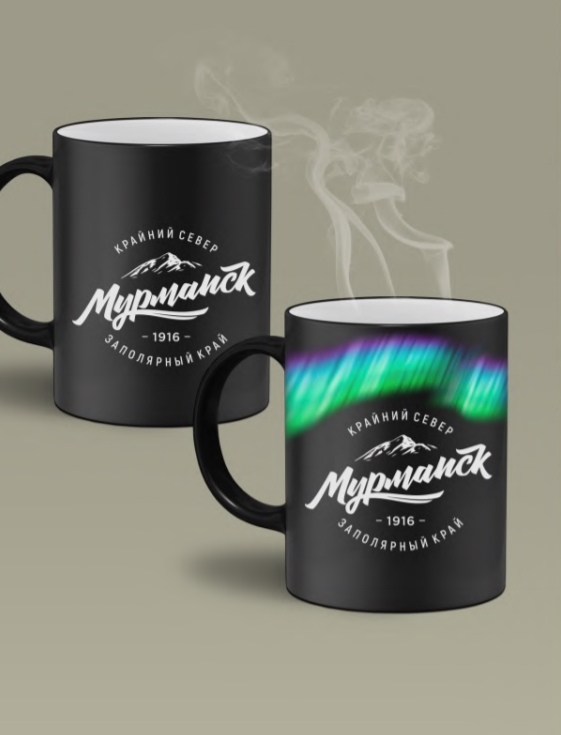 КРАЙНИЙ СЕВЕР
Мурманск
– 1916 –
ЗАПОЛЯРНЫЙ КРАЙ
КРАЙНИЙ СЕВЕР
Мурманск
– 1916 –
ЗАПОЛЯРНЫЙ КРАЙ